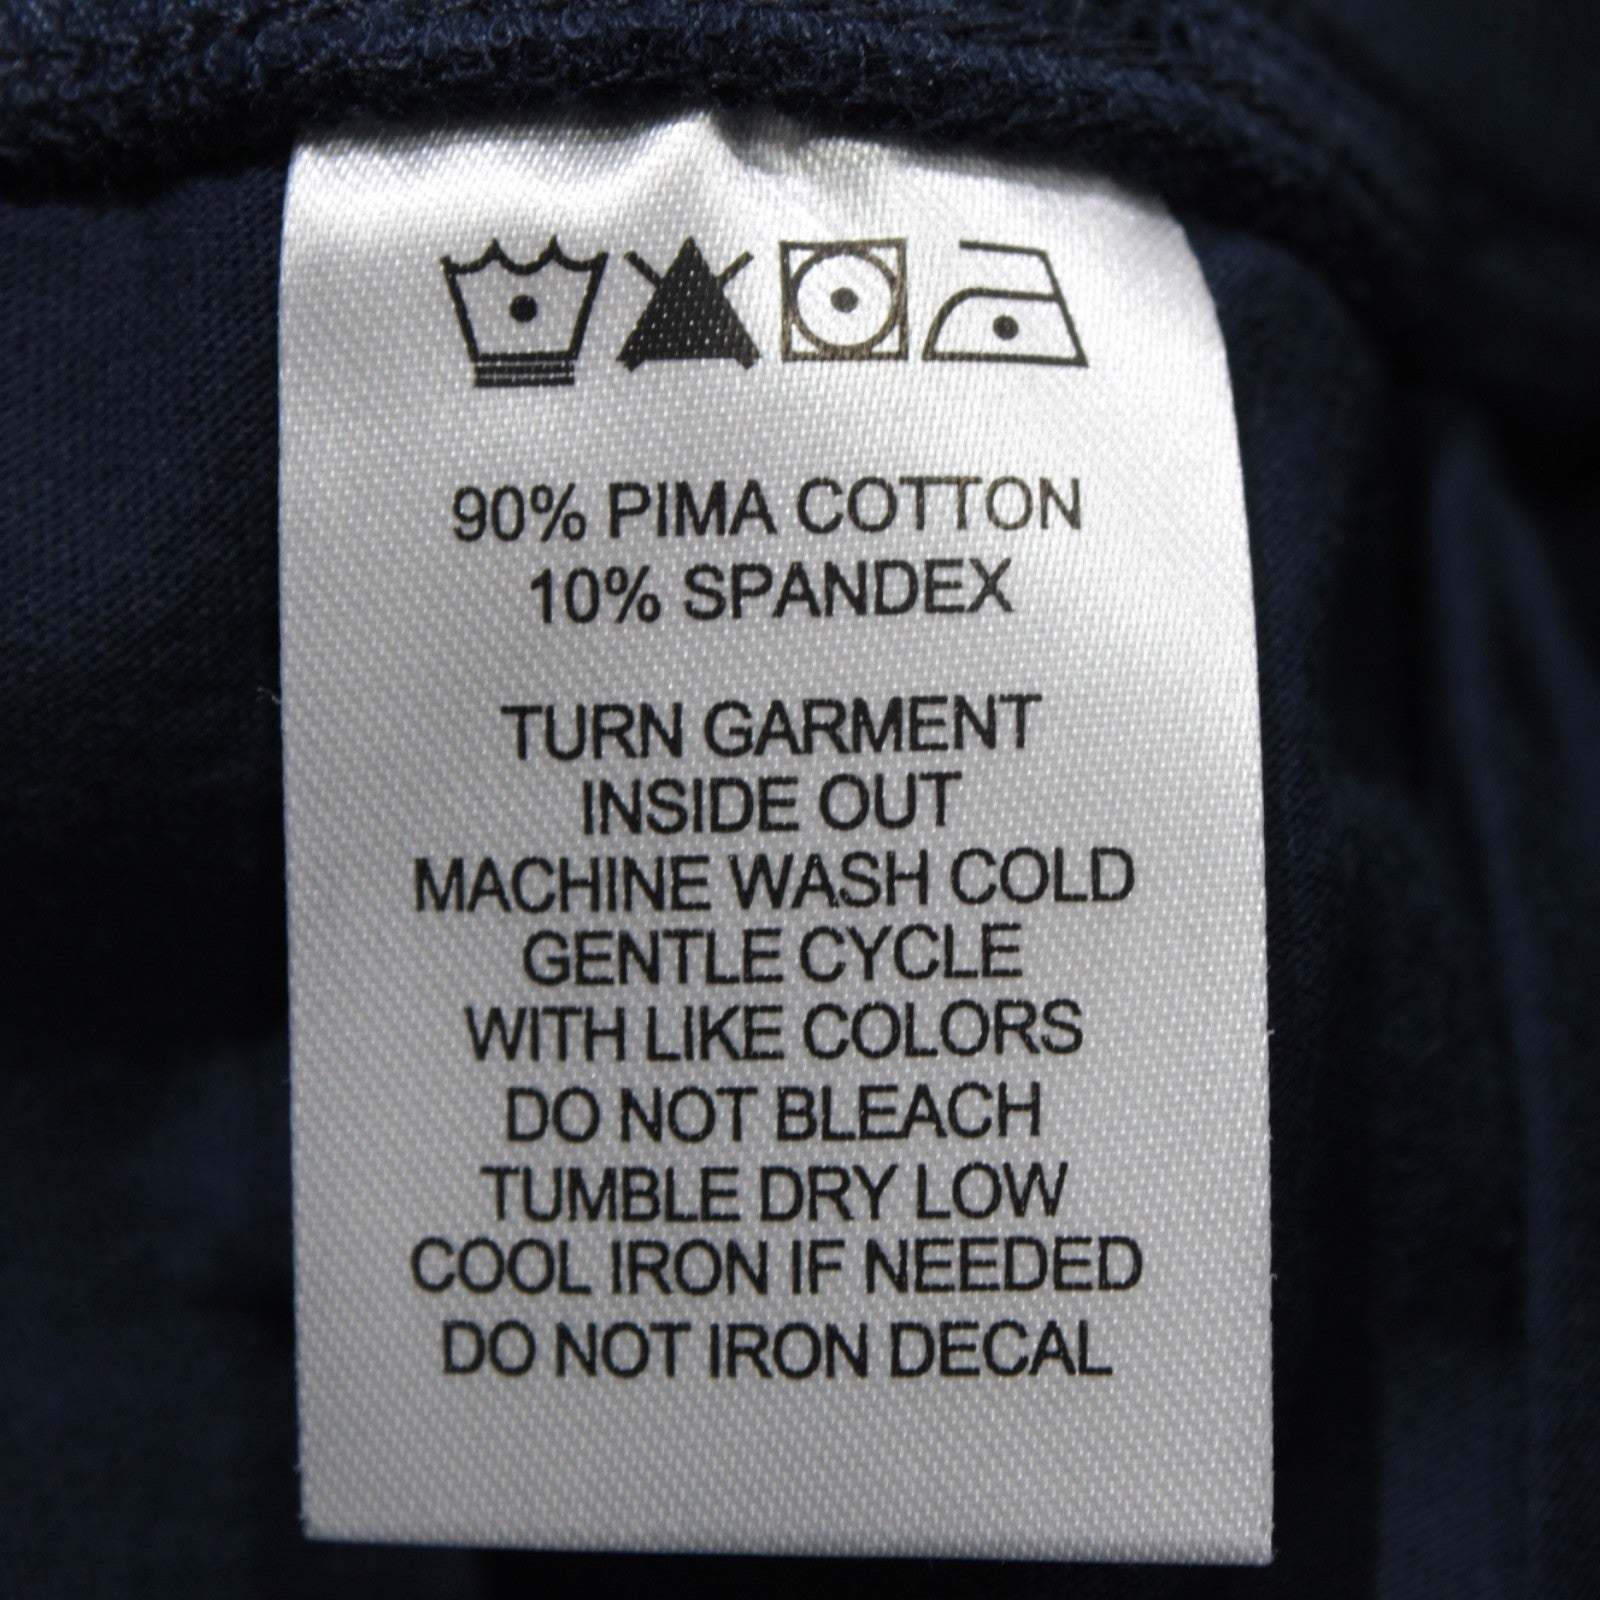 90% PIMA COTTON
10% SPANDEX
TURN GARMENT
INSIDE OUT
MACHINE WASH COLD
GENTLE CYCLE
WITH LIKE COLORS
DO NOT BLEACH
TUMBLE DRY LOW
COOL IRON IF NEEDED
DO NOT IRON DECAL